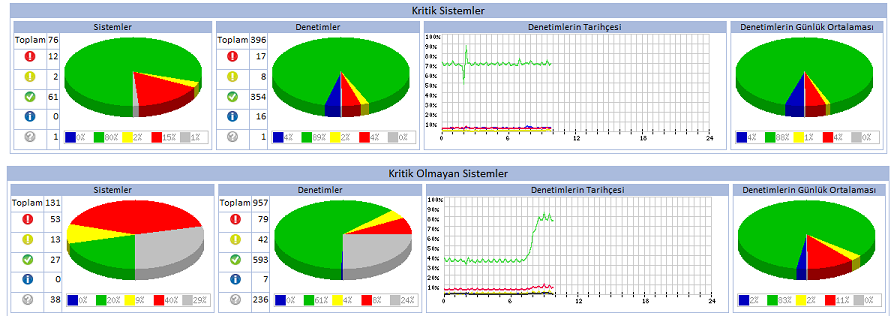 Kritik Sistemler
Sistemler
Denetimler
Denetimlerin Tarihçesi
Denetimlerin Günlük Ortalaması
Toplam 76
12
2
61
0
1
0% 80% 2% 15% 1%
Toplam 396
17
8
354
16
1
4% 89% 2% 4% 0%
100%
90%
80%
70%
60%
50%
40%
30%
20%
10%
0 6 12 18 24
4% 88% 1% 4% 0%
Kritik Olmayan Sistemler
Sistemler
Denetimler
Denetimlerin Tarihçesi
Denetimlerin Günlük Ortalaması
Toplam 131
53
13
27
0
38
0% 20% 9% 40% 29%
Toplam 957
79
42
593
7
236
0% 61% 4% 8% 24%
100%
90%
80%
70%
60%
50%
40%
30%
20%
10%
0 6 12 18 24
2% 83% 2% 11% 0%